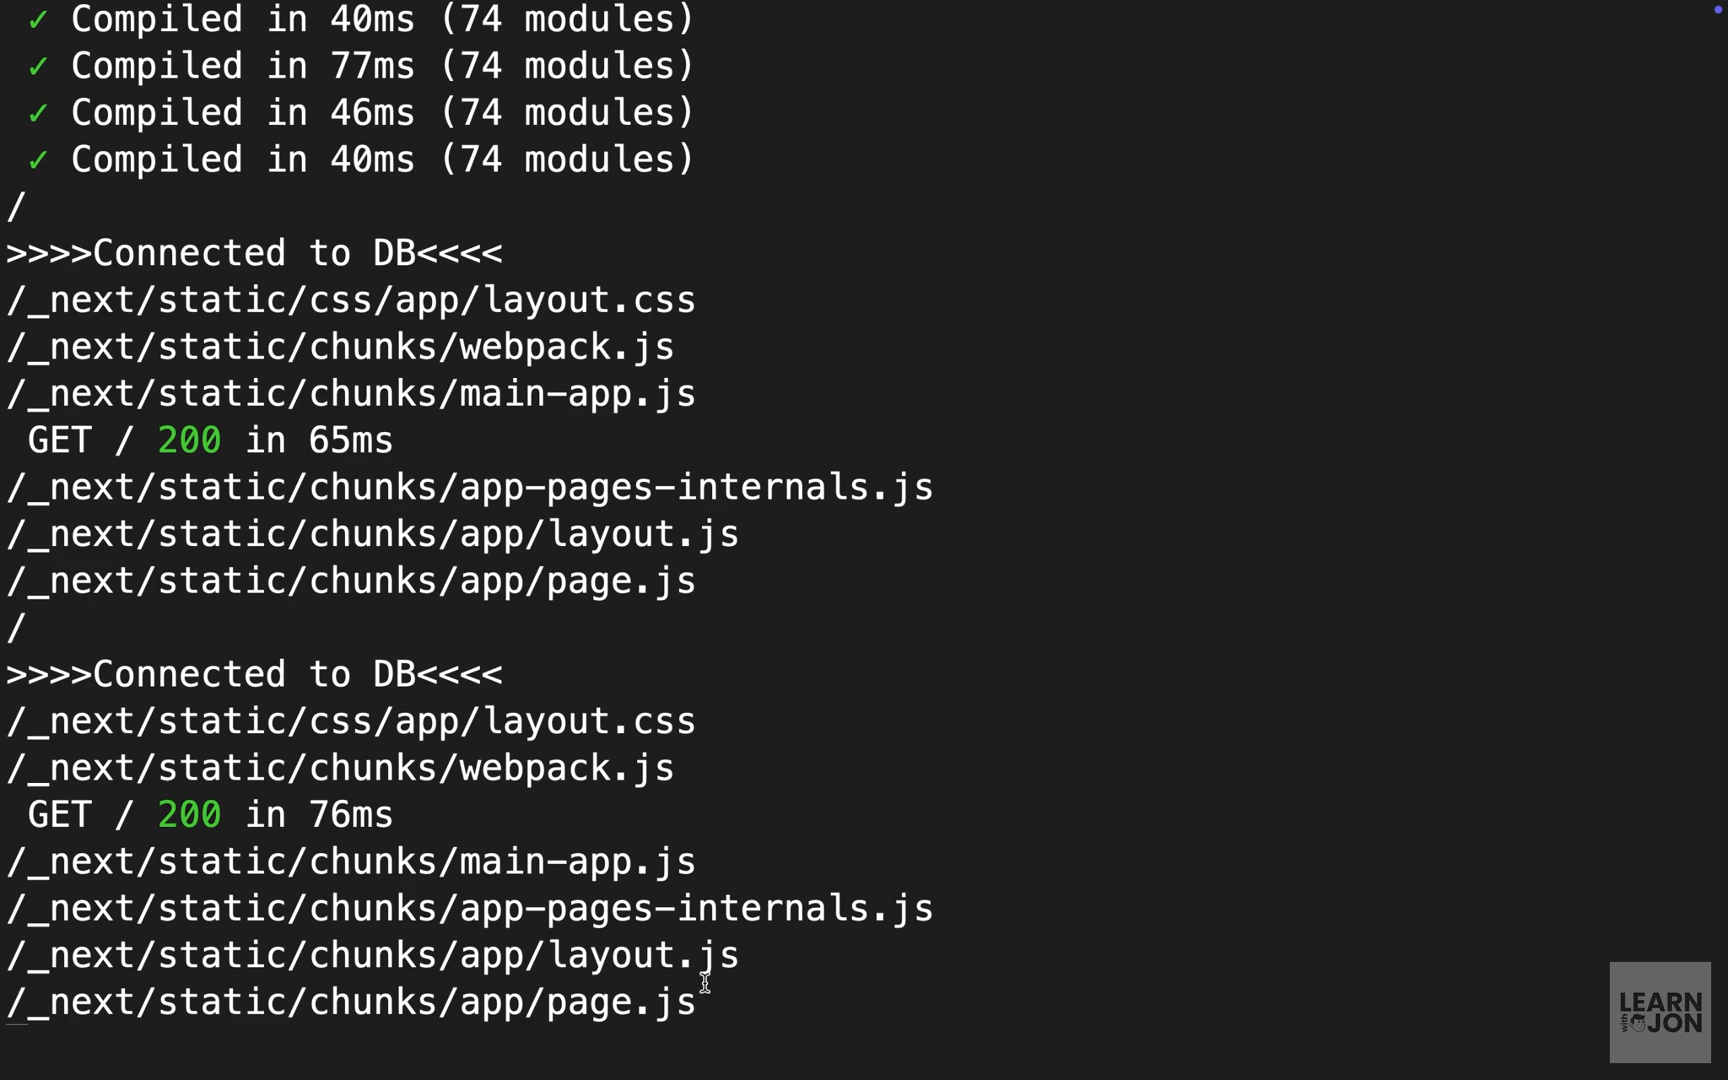 ✓ Compiled in 40ms (74 modules)
✓ Compiled in 77ms (74 modules)
✓ Compiled in 46ms (74 modules)
✓ Compiled in 40ms (74 modules)
/
>>>>Connected to DB<<<<
/_next/static/css/app/layout.css
/_next/static/chunks/webpack.js
/_next/static/chunks/main-app.js
GET / 200 in 65ms
/_next/static/chunks/app-pages-internals.js
/_next/static/chunks/app/layout.js
/_next/static/chunks/app/page.js
/
>>>>Connected to DB<<<<
/_next/static/css/app/layout.css
/_next/static/chunks/webpack.js
GET / 200 in 76ms
/_next/static/chunks/main-app.js
/_next/static/chunks/app-pages-internals.js
/_next/static/chunks/app/layout.js
/_next/static/chunks/app/page.js
LEARN
with JON